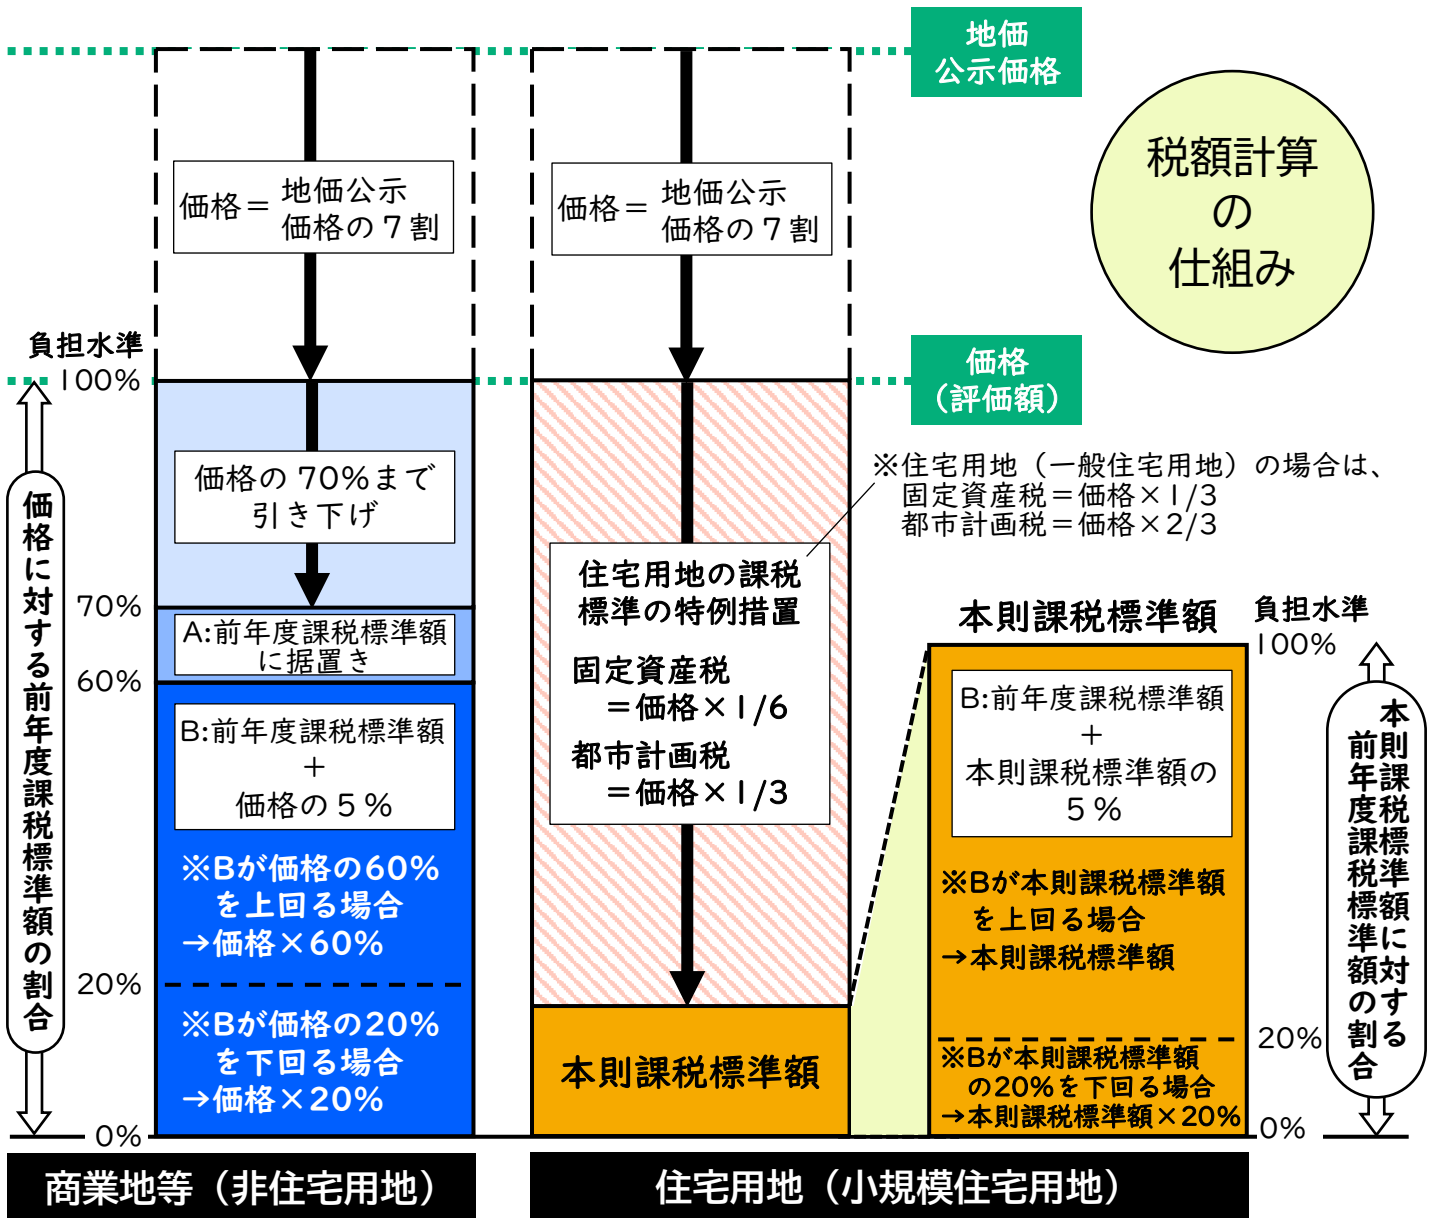 地価
公示価格
税額計算
の
仕組み
価格＝
地価公示
価格の７割
価格＝
地価公示
価格の７割
負担水準
100%
価格
（評価額）
価格に対する前年度課税標準額の割合
価格の 70%まで
引き下げ
※住宅用地（一般住宅用地）の場合は、
固定資産税＝価格×1/3
都市計画税＝価格×2/3
70%
A:前年度課税標準額
に据置き
60%
B:前年度課税標準額
＋
価格の５％
※Bが価格の60%
を上回る場合
→価格×60%
20%
※Bが価格の20%
を下回る場合
→価格×20%
0%
商業地等（非住宅用地）
住宅用地の課税
標準の特例措置
固定資産税
＝価格×1/6
都市計画税
＝価格×1/3
本則課税標準額
本則課税標準額
負担水準
100%
B:前年度課税標準額
＋
本則課税標準額の
５％
※Bが本則課税標準額
を上回る場合
→本則課税標準額
20%
※Bが本則課税標準額
の20%を下回る場合
→本則課税標準額×20%
0%
本則課税標準額に対する
前年度課税標準額の割合
住宅用地（小規模住宅用地）